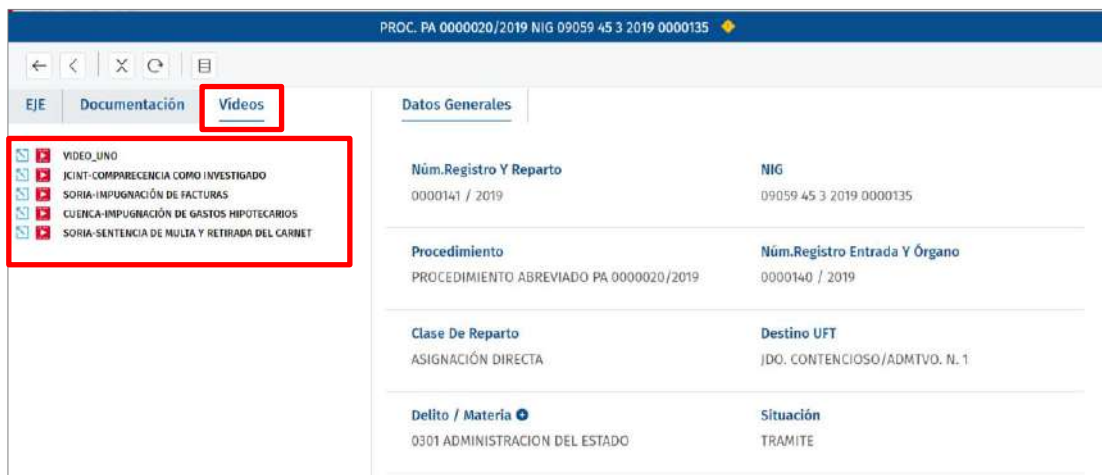 PROC. PA 0000020/2019 NIG 09059 45 3 2019 0000135
EJE Documentación Vídeos
VIDEO_UNO
JCINT-COMPARECENCIA COMO INVESTIGADO
SORIA-IMPUGNACIÓN DE FACTURAS
CUENCA-IMPUGNACIÓN DE GASTOS HIPOTECARIOS
SORIA-SENTENCIA DE MULTA Y RETIRADA DEL CARNET
Datos Generales
Núm.Registro Y Reparto NIG
0000141 / 2019 09059 45 3 2019 0000135
Procedimiento Núm.Registro Entrada Y Órgano
PROCEDIMIENTO ABREVIADO PA 0000020/2019 0000140 / 2019
Clase De Reparto Destino UFT
ASIGNACIÓN DIRECTA JDO. CONTENCIOSO/ADMTVO. N. 1
Delito / Materia Situación
0301 ADMINISTRACION DEL ESTADO TRAMITE